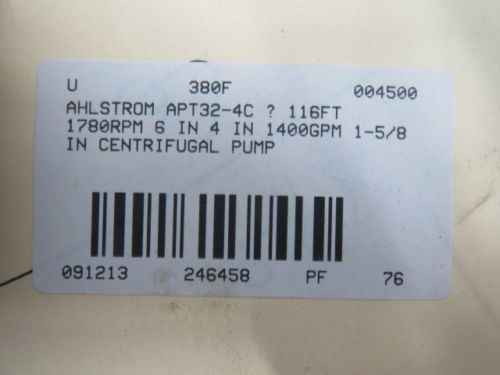 U 380F 004500
AHLSTROM APT32-4C ? 116FT
1780RPM 6 IN 4 IN 1400GPM 1-5/8
IN CENTRIFUGAL PUMP
091213 246458 PF 76